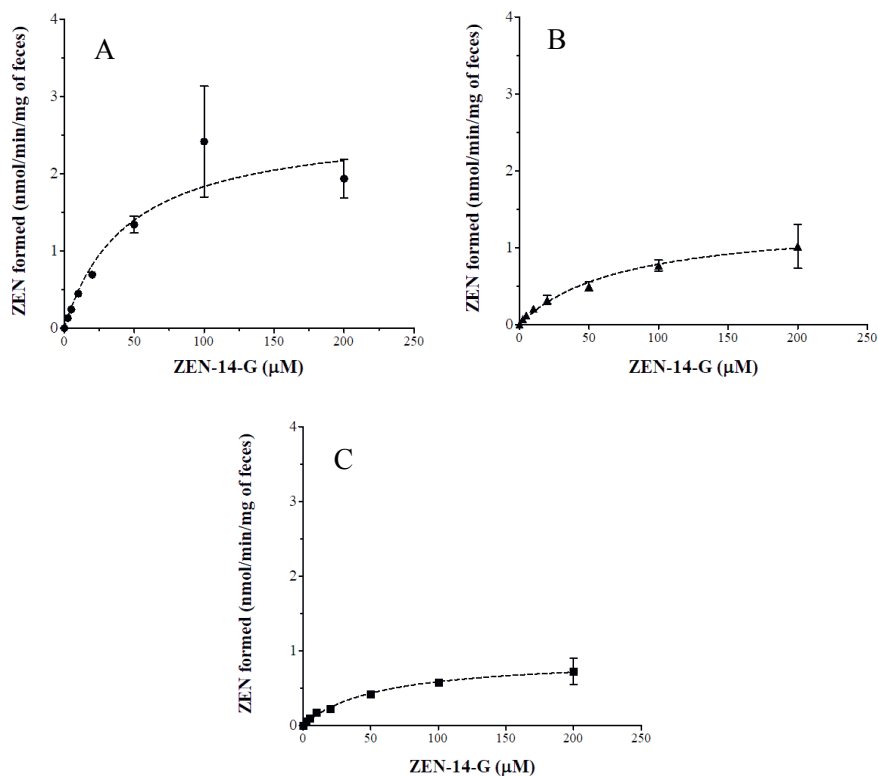 A
ZEN formed (nmol/min/mg of feces)
4
3
2
1
0
0 50 100 150 200 250
ZEN-14-G (μM)
B
ZEN formed (nmol/min/mg of feces)
4
3
2
1
0
0 50 100 150 200 250
ZEN-14-G (μM)
C
ZEN formed (nmol/min/mg of feces)
4
3
2
1
0
0 50 100 150 200 250
ZEN-14-G (μM)